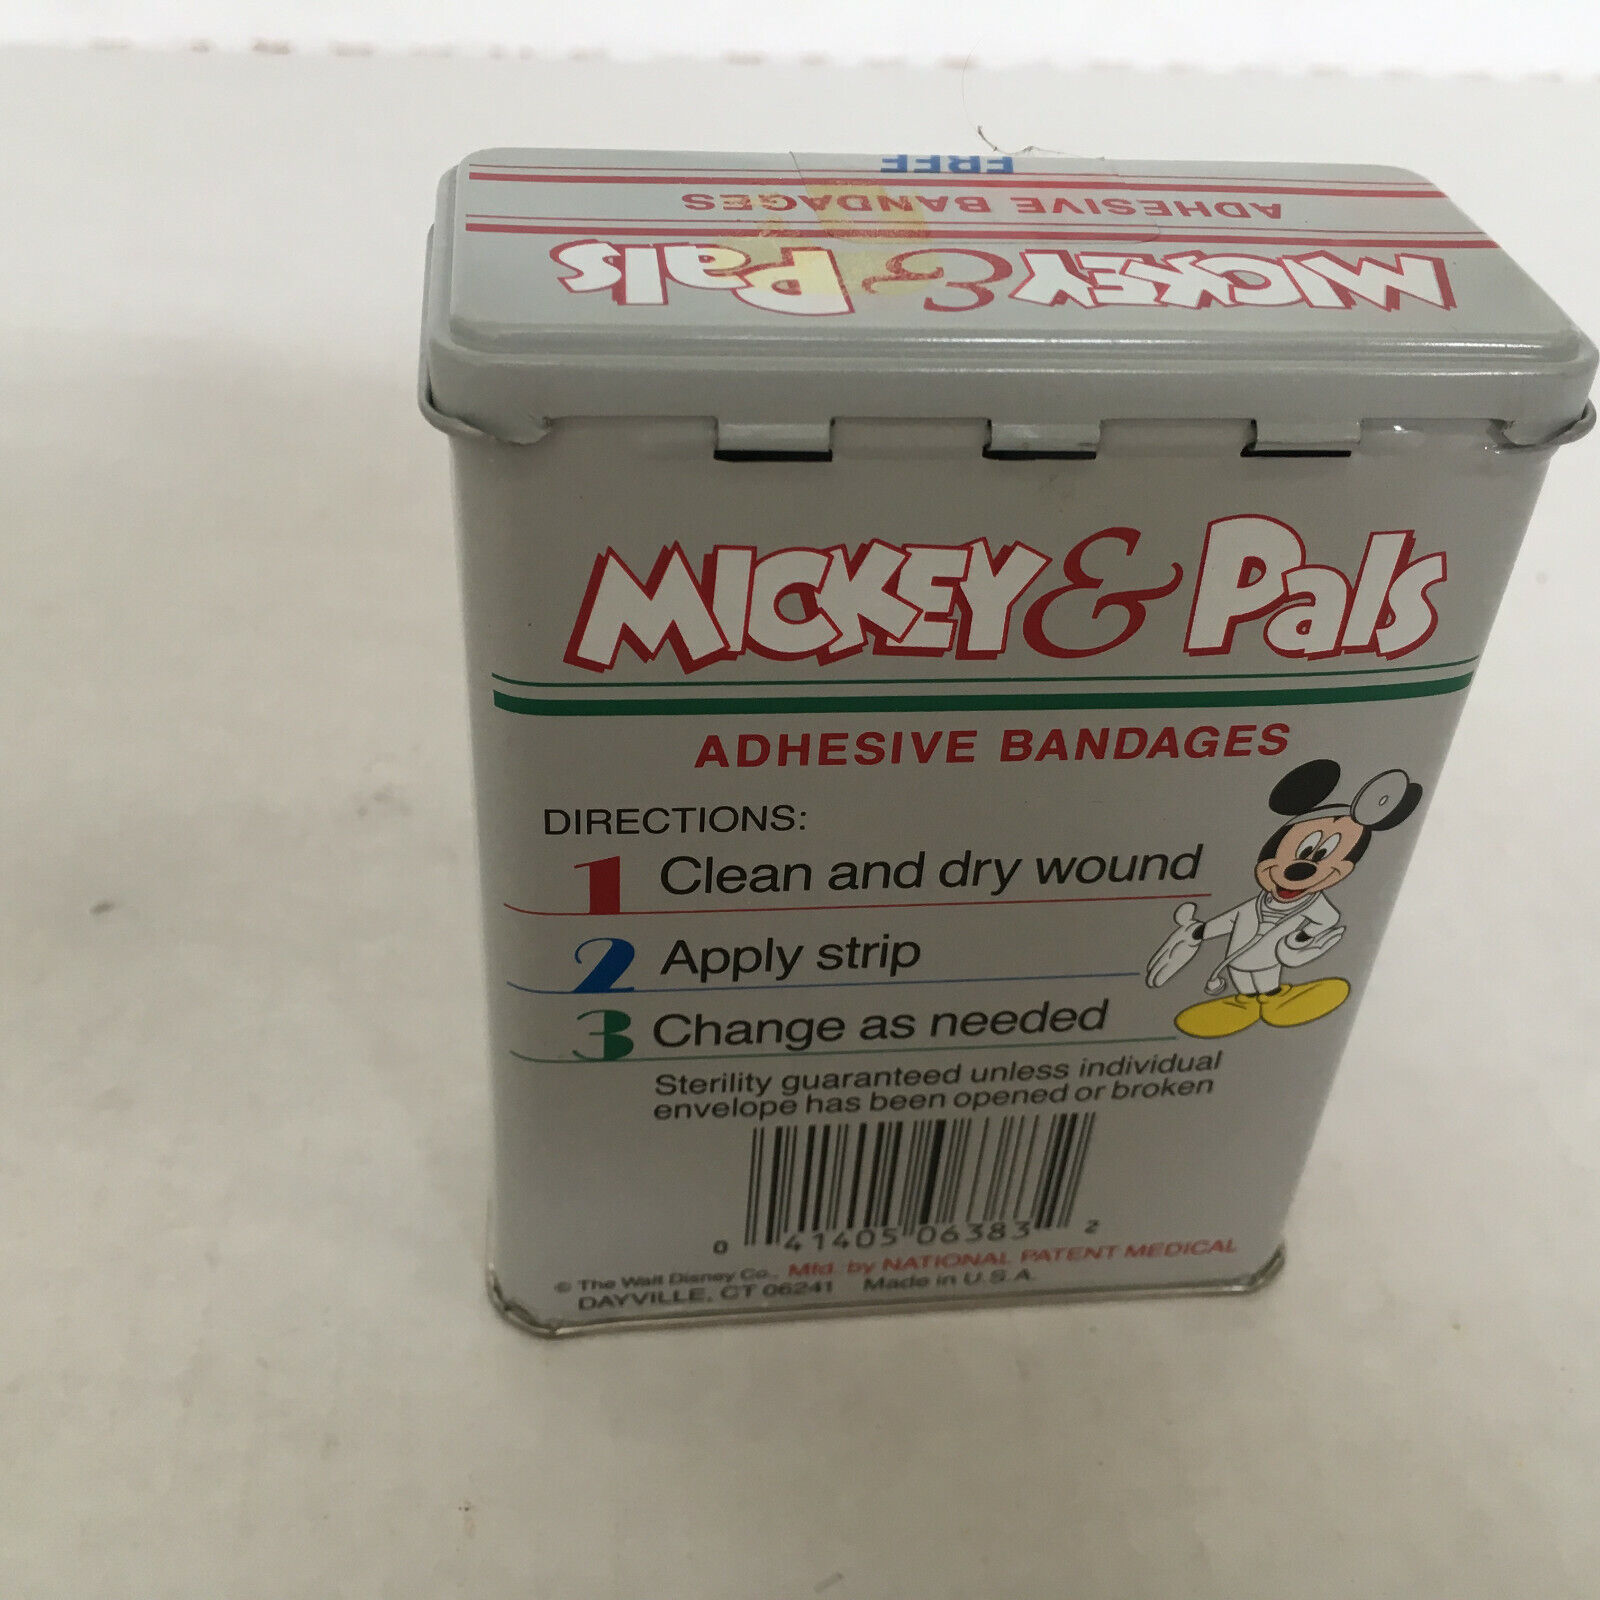 FREE
ADHESIVE BANDAGES
MICKEY & Pals
MICKEY & Pals
ADHESIVE BANDAGES
DIRECTIONS:
1 Clean and dry wound
2 Apply strip
3 Change as needed
Sterility guaranteed unless individual
envelope has been opened or broken
0 41405 06383 2
© The Walt Disney Co., Mfd. by NATIONAL PATENT MEDICAL
DAYVILLE, CT 06241 Made in U.S.A.